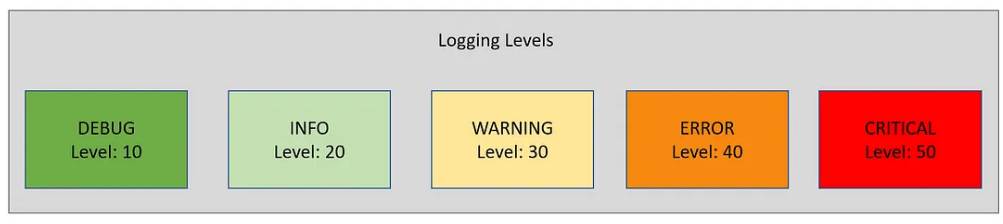 Logging Levels
DEBUG
Level: 10
INFO
Level: 20
WARNING
Level: 30
ERROR
Level: 40
CRITICAL
Level: 50